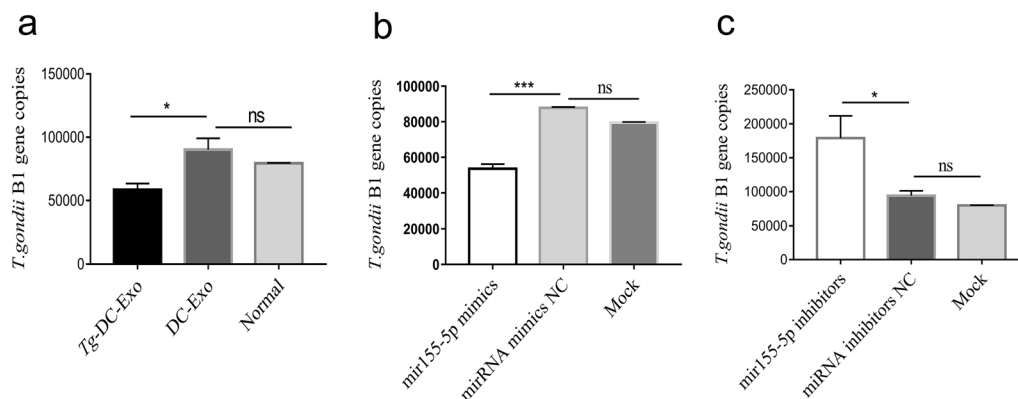 a
T.gondii B1 gene copies
150000
100000
50000
0
*
ns
Tg-DC-Exo
DC-Exo
Normal
b
T.gondii B1 gene copies
100000
80000
60000
40000
20000
0
***
ns
mir155-5p mimics
mirRNA mimics NC
Mock
c
T.gondii B1 gene copies
250000
200000
150000
100000
50000
0
*
ns
mir155-5p inhibitors
miRNA inhibitors NC
Mock